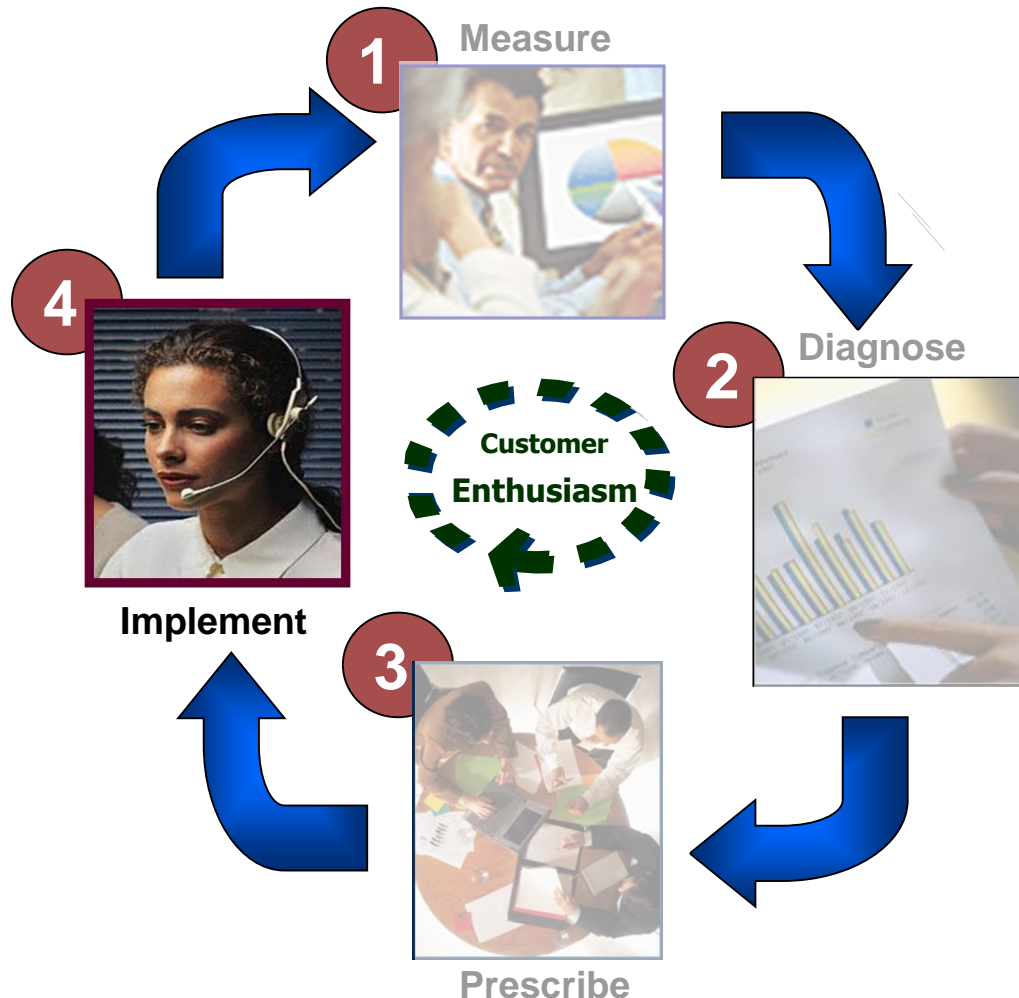 1
Measure
2
Diagnose
3
Prescribe
4
Implement
Customer
Enthusiasm